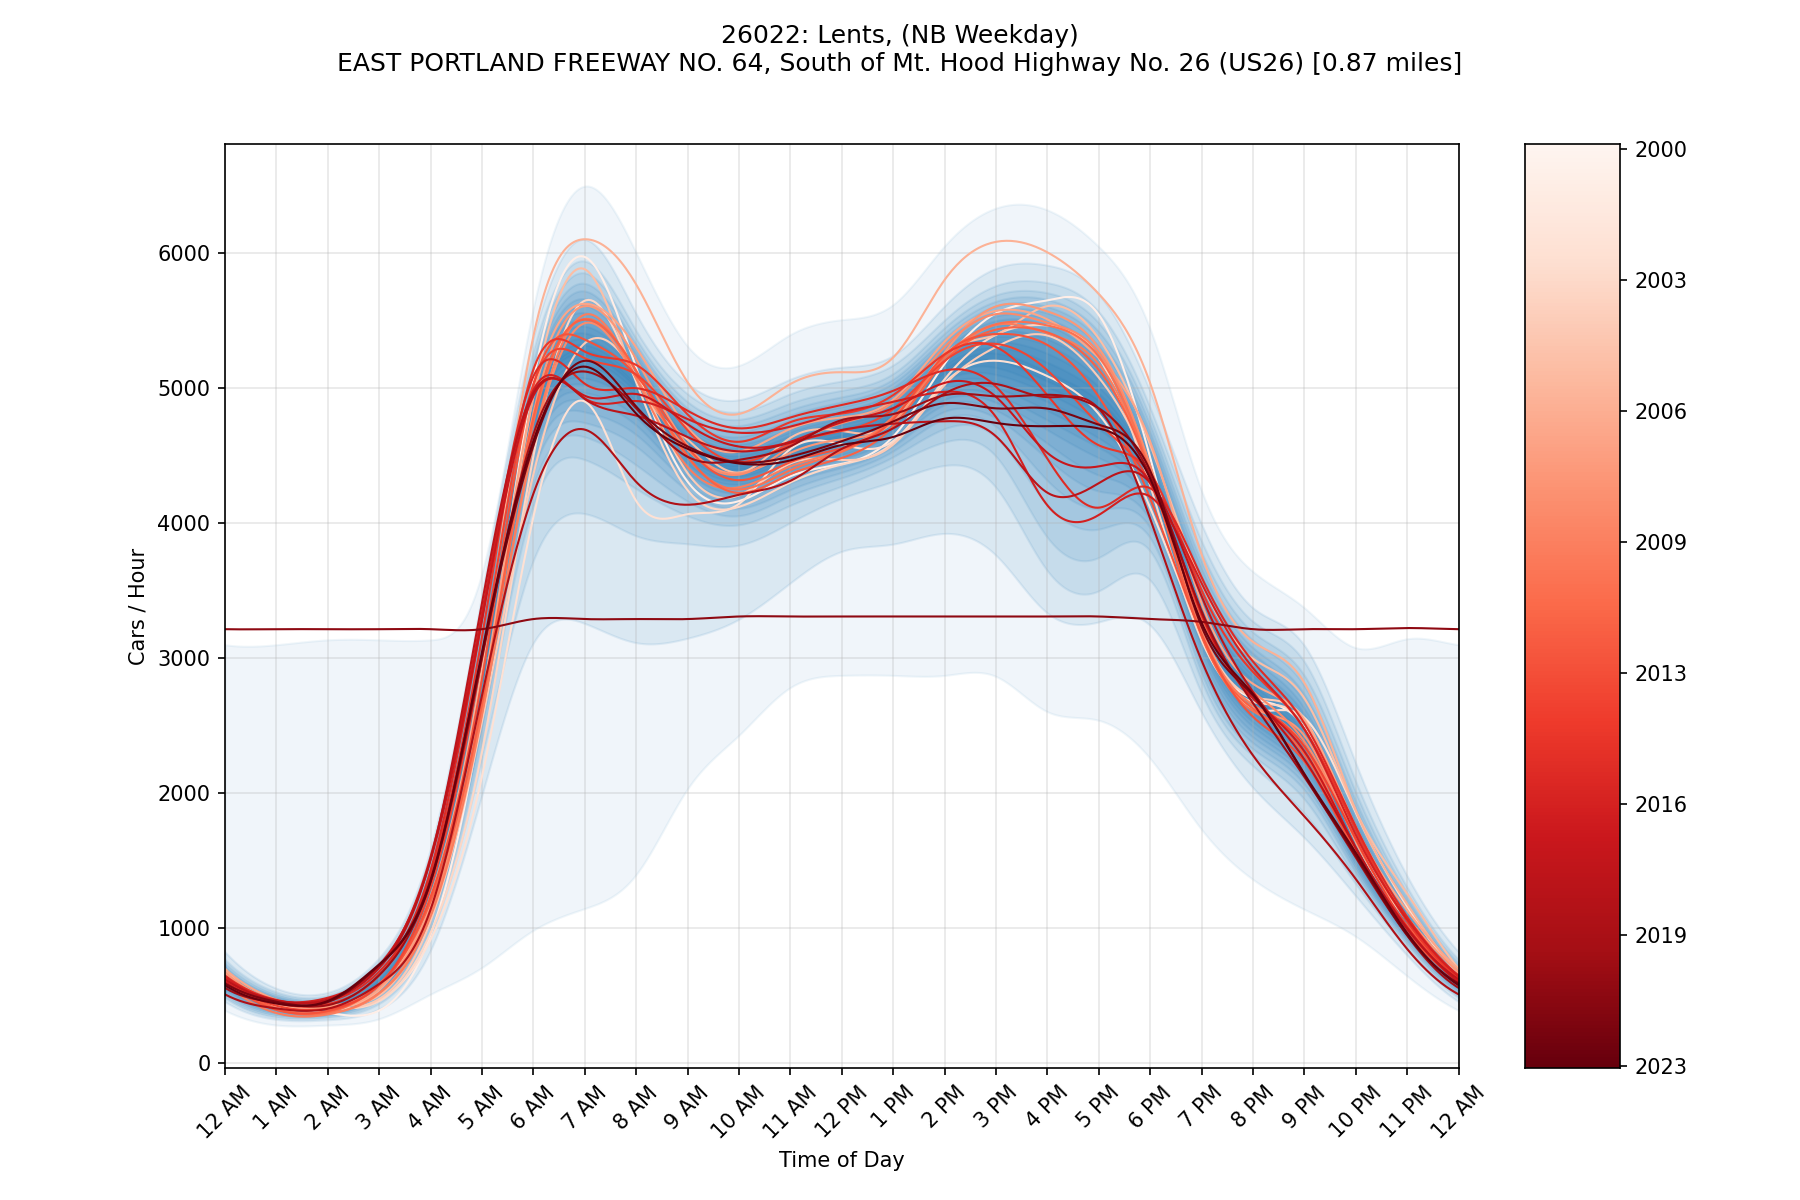 26022: Lents, (NB Weekday)
EAST PORTLAND FREEWAY NO. 64, South of Mt. Hood Highway No. 26 (US26) [0.87 miles]
Cars / Hour
6000
5000
4000
3000
2000
1000
0
12 AM
1 AM
2 AM
3 AM
4 AM
5 AM
6 AM
7 AM
8 AM
9 AM
10 AM
11 AM
12 PM
1 PM
2 PM
3 PM
4 PM
5 PM
6 PM
7 PM
8 PM
9 PM
10 PM
11 PM
12 AM
Time of Day
2000
2003
2006
2009
2013
2016
2019
2023